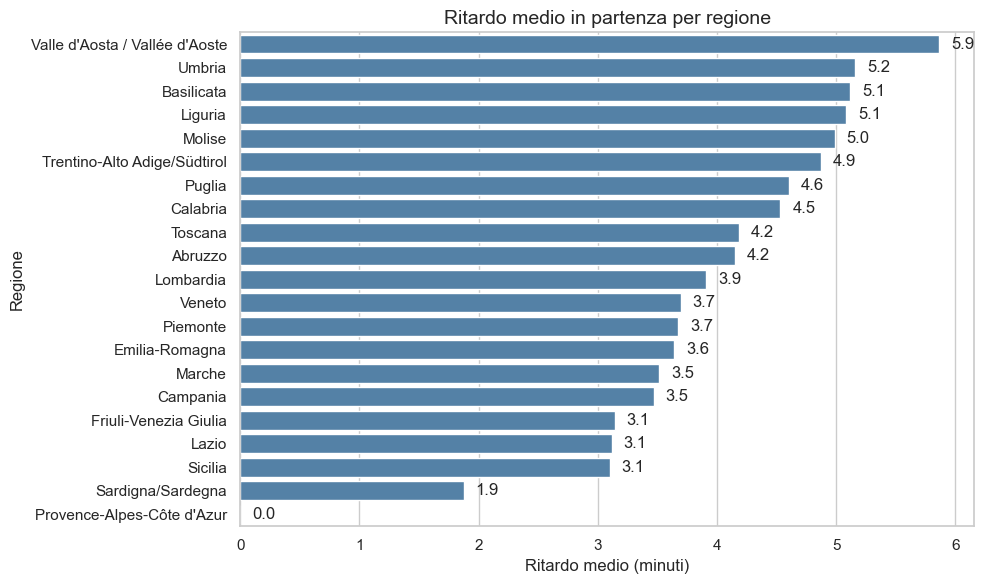 Ritardo medio in partenza per regione
Regione
Valle d'Aosta / Vallée d'Aoste 5.9
Umbria 5.2
Basilicata 5.1
Liguria 5.1
Molise 5.0
Trentino-Alto Adige/Südtirol 4.9
Puglia 4.6
Calabria 4.5
Toscana 4.2
Abruzzo 4.2
Lombardia 3.9
Veneto 3.7
Piemonte 3.7
Emilia-Romagna 3.6
Marche 3.5
Campania 3.5
Friuli-Venezia Giulia 3.1
Lazio 3.1
Sicilia 3.1
Sardigna/Sardegna 1.9
Provence-Alpes-Côte d'Azur 0.0
0 1 2 3 4 5 6
Ritardo medio (minuti)